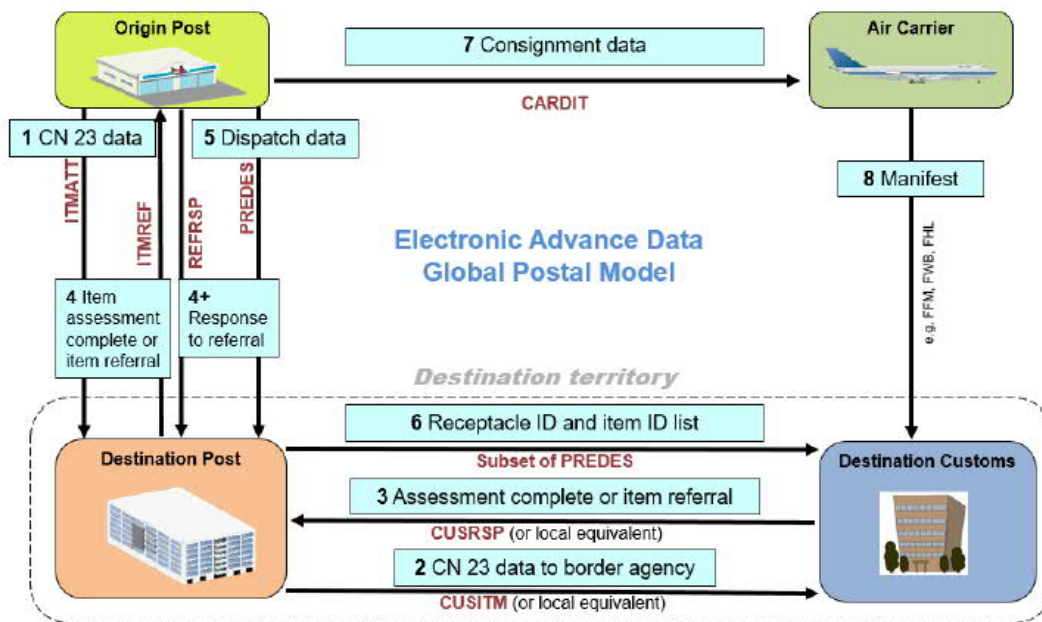 Origin Post
7 Consignment data
CARDIT
Air Carrier
1 CN 23 data
5 Dispatch data
8 Manifest
ITMATT
ITMREF
REFRSP
PREDES
Electronic Advance Data
Global Postal Model
e.g, FFM, FWB, FHL
4 Item
assessment
complete or
item referral
4+
Response
to referral
Destination territory
6 Receptacle ID and item ID list
Subset of PREDES
Destination Post
Destination Customs
3 Assessment complete or item referral
CUSRSP (or local equivalent)
2 CN 23 data to border agency
CUSITM (or local equivalent)